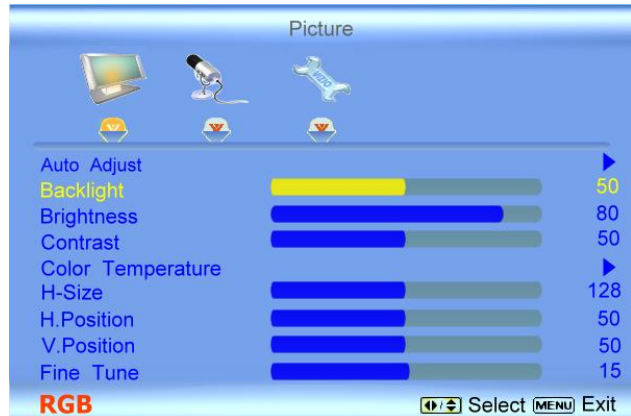 Picture
VIZIO
Auto Adjust
Backlight 50
Brightness 80
Contrast 50
Color Temperature
H-Size 128
H.Position 50
V.Position 50
Fine Tune 15
RGB Select MENU Exit